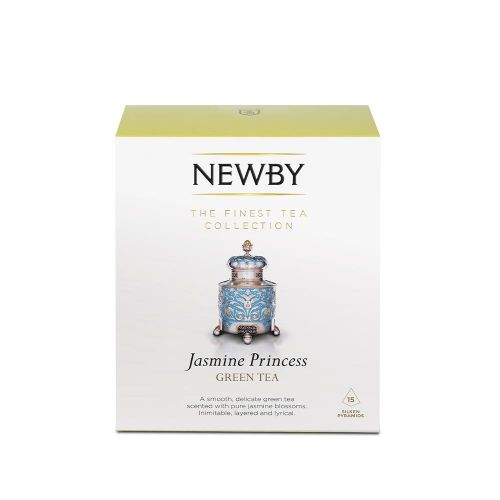 NEWBY
THE FINEST TEA
COLLECTION
Jasmine Princess
GREEN TEA
A smooth, delicate green tea
scented with pure jasmine blossoms.
Inimitable, layered and lyrical.
15
SILKEN
PYRAMIDS